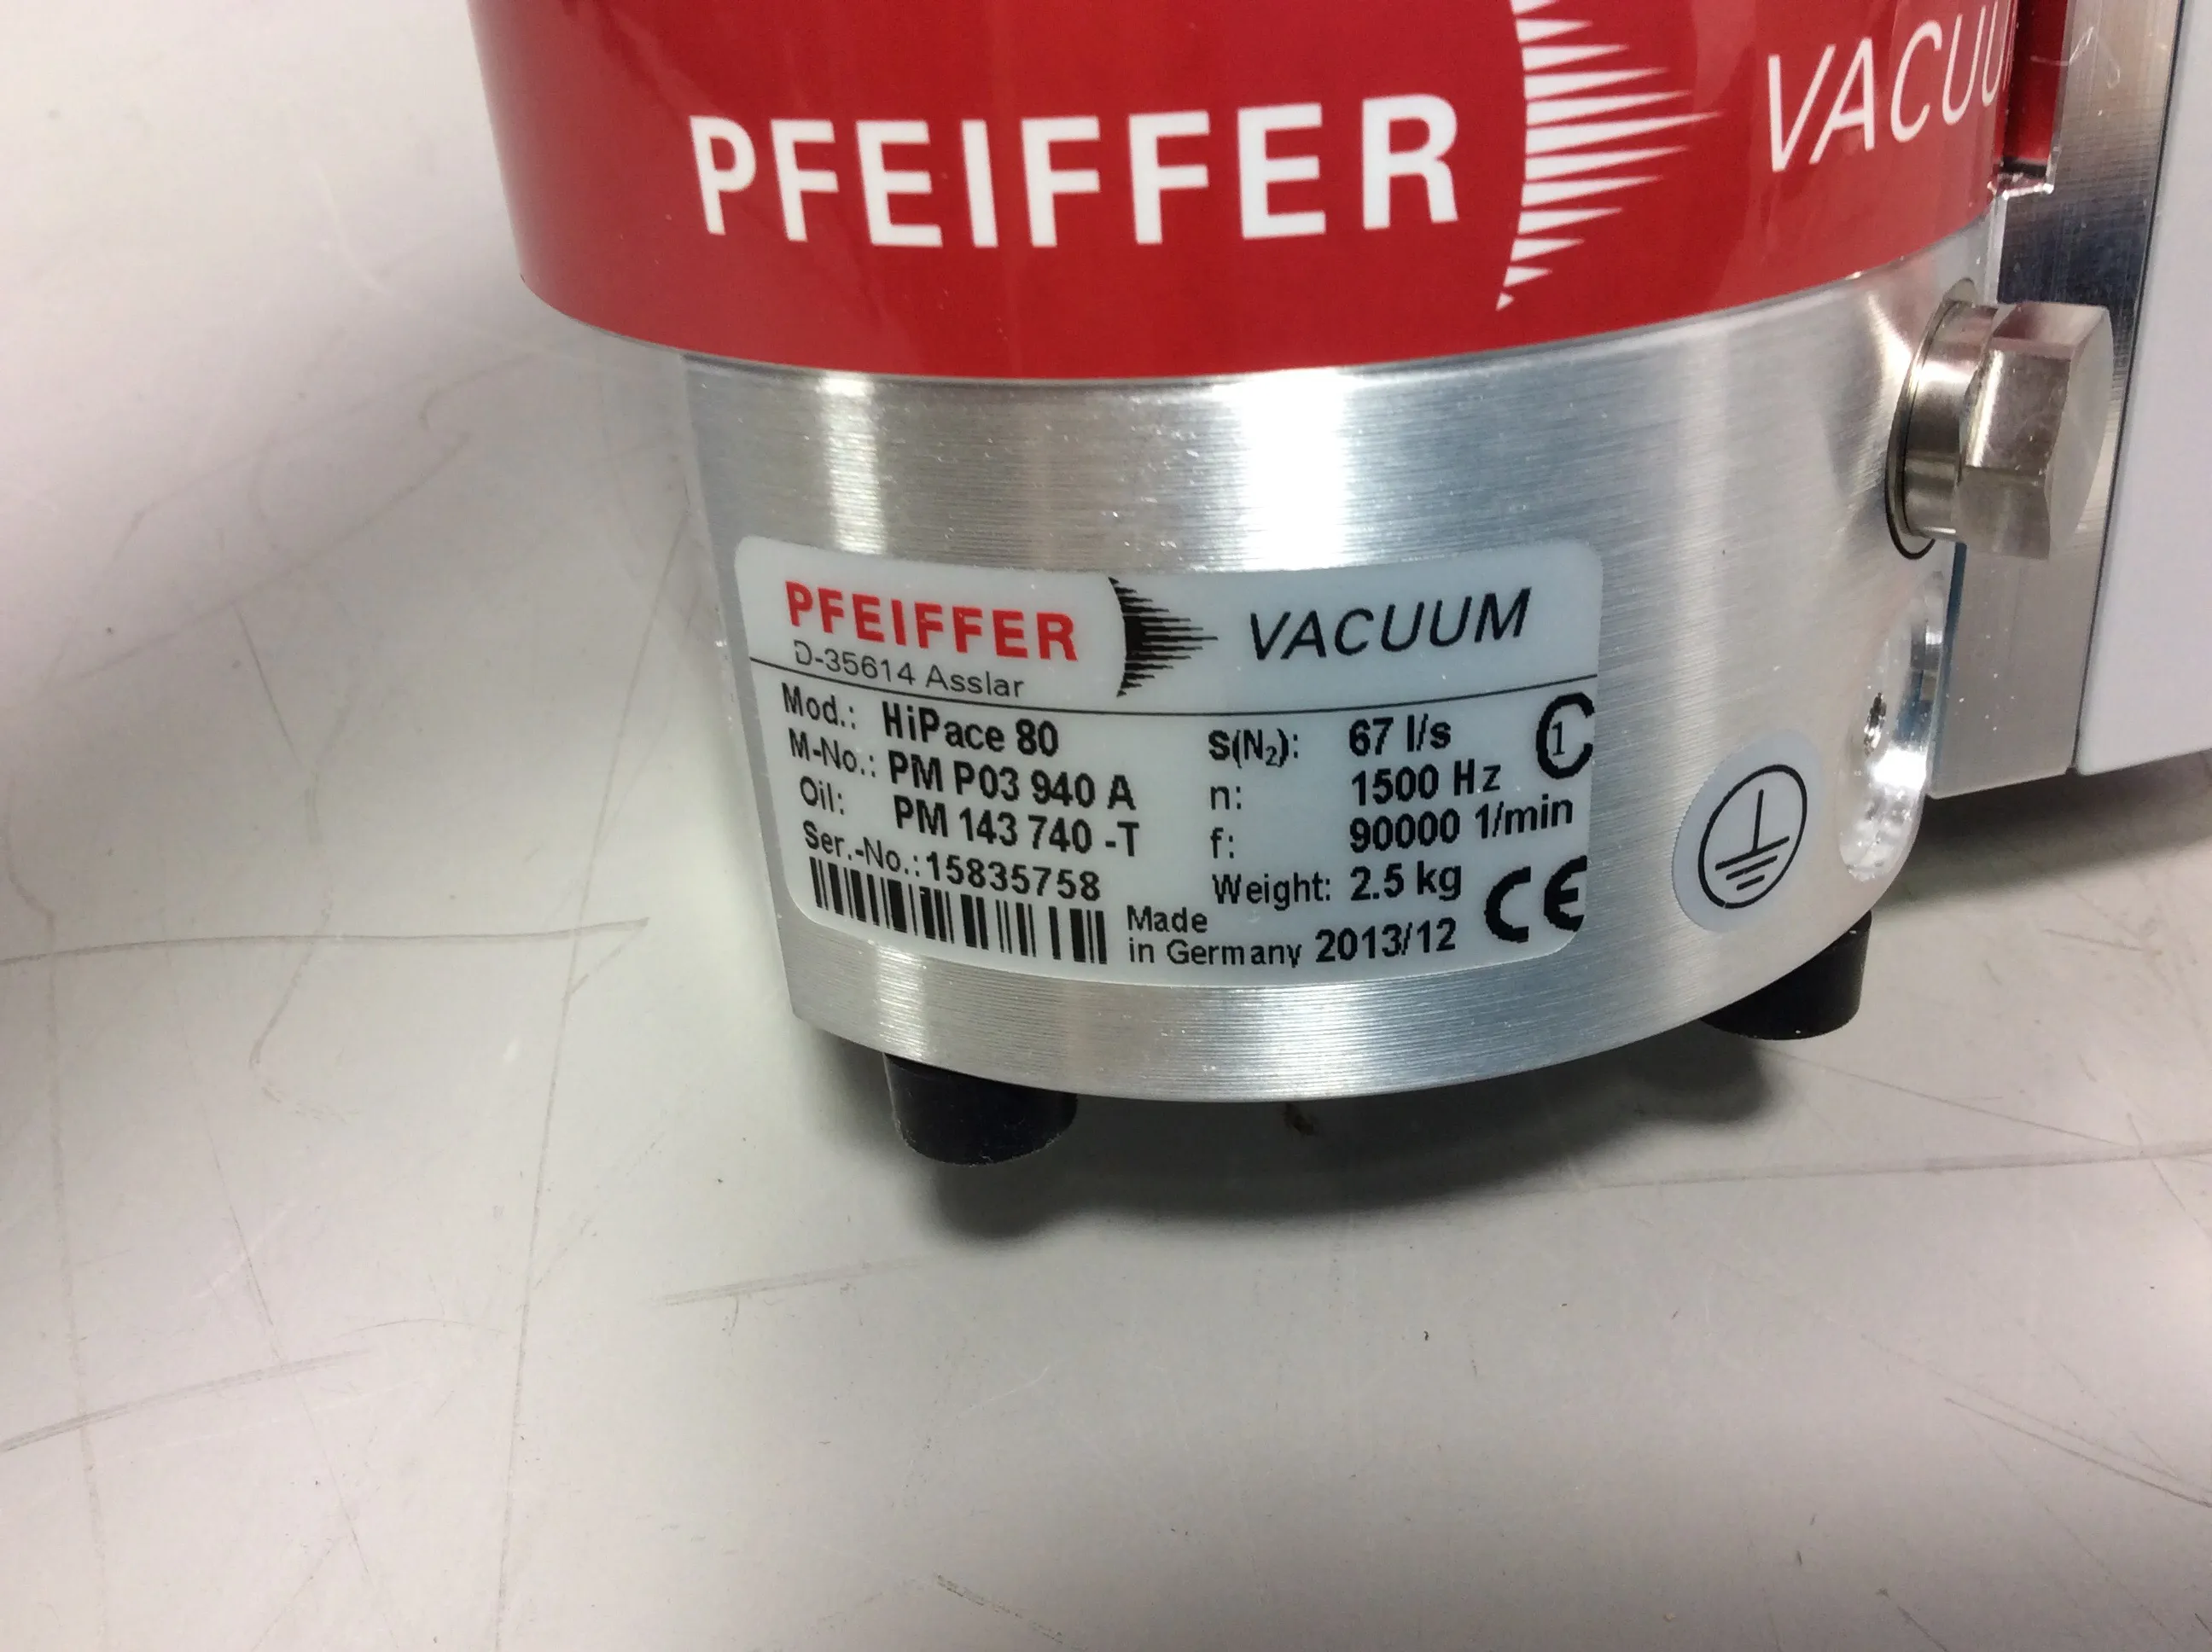 PFEIFFER VACUU
PFEIFFER VACUUM
D-35614 Asslar
Mod.: HiPace 80
M-No.: PM P03 940 A
Oil: PM 143 740 -T
Ser.-No.: 15835758
S(N₂): 67 l/s
n: 1500 Hz
f: 90000 1/min
Weight: 2.5 kg
C 1
Made
in Germany 2013/12
CE